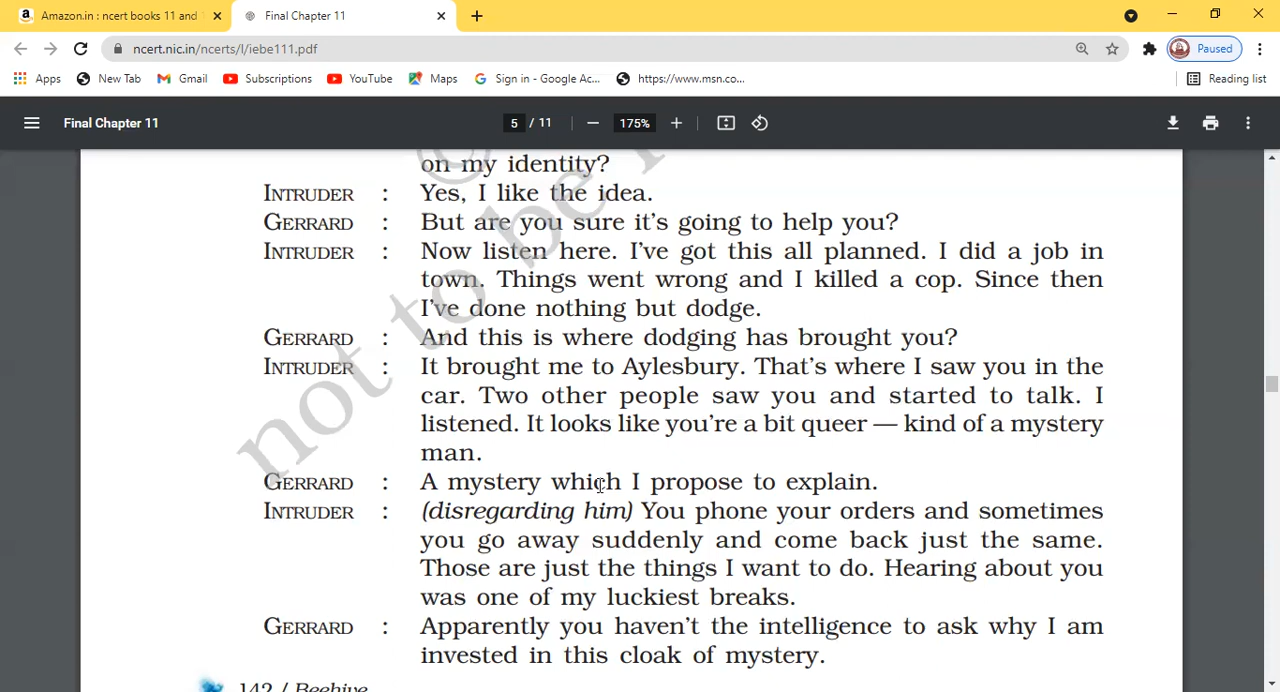 Amazon.in : ncert books 11 and
Final Chapter 11
ncert.nic.in/ncerts/l/iebe111.pdf
Paused
Apps
New Tab
Gmail
Subscriptions
YouTube
Maps
Sign in - Google Ac...
https://www.msn.co...
Reading list
Final Chapter 11
5 / 11
175%
on my identity?
INTRUDER : Yes, I like the idea.
GERRARD : But are you sure it's going to help you?
INTRUDER : Now listen here. I've got this all planned. I did a job in
town. Things went wrong and I killed a cop. Since then
I've done nothing but dodge.
GERRARD : And this is where dodging has brought you?
INTRUDER : It brought me to Aylesbury. That's where I saw you in the
car. Two other people saw you and started to talk. I
listened. It looks like you're a bit queer — kind of a mystery
man.
GERRARD : A mystery which I propose to explain.
INTRUDER : (disregarding him) You phone your orders and sometimes
you go away suddenly and come back just the same.
Those are just the things I want to do. Hearing about you
was one of my luckiest breaks.
GERRARD : Apparently you haven't the intelligence to ask why I am
invested in this cloak of mystery.
142 / Beehive
© not to be r